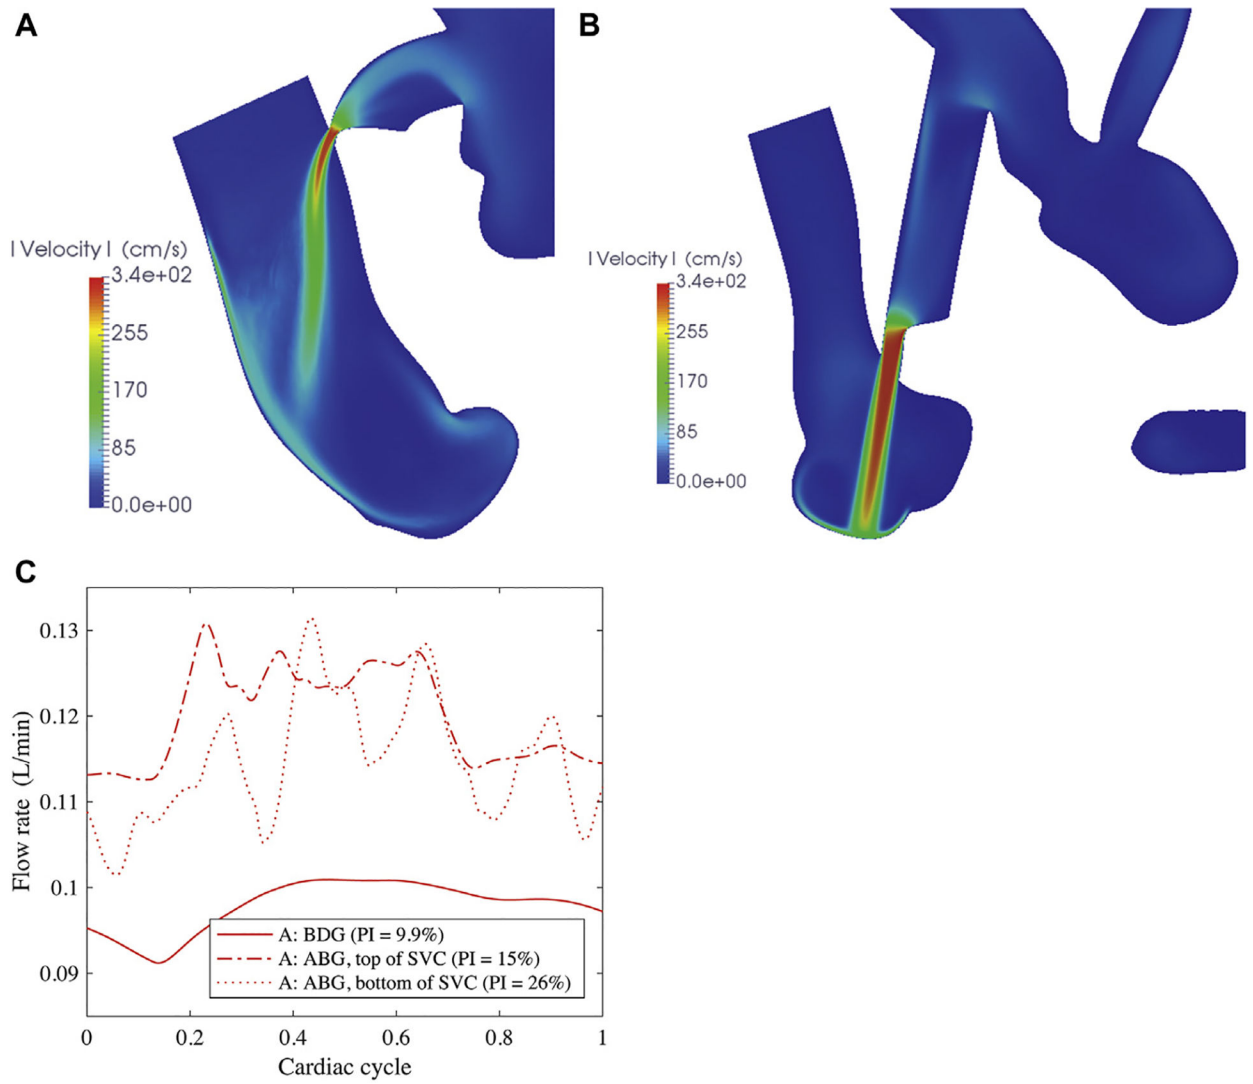 A
B
| Velocity | (cm/s)
3.4e+02
255
170
85
0.0e+00
| Velocity | (cm/s)
3.4e+02
255
170
85
0.0e+00
C
0.13
0.12
0.11
0.1
0.09
Flow rate (L/min)
A: BDG (PI = 9.9%)
A: ABG, top of SVC (PI = 15%)
A: ABG, bottom of SVC (PI = 26%)
0 0.2 0.4 0.6 0.8 1
Cardiac cycle